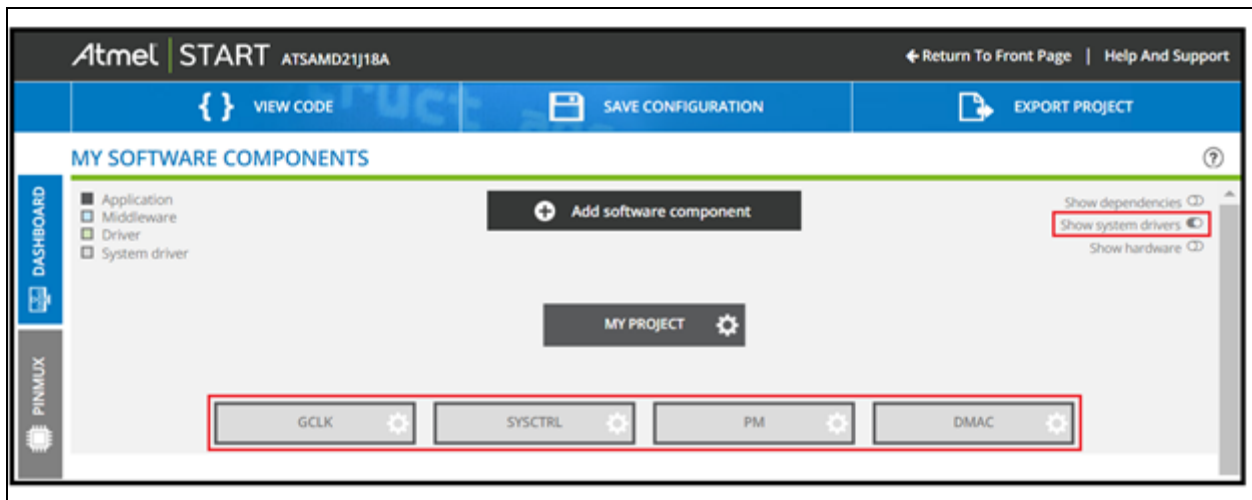 Atmel START ATSAMD21J18A Return To Front Page | Help And Support
{ } VIEW CODE SAVE CONFIGURATION EXPORT PROJECT
MY SOFTWARE COMPONENTS ?
DASHBOARD
PINMUX
Application
Middleware
Driver
System driver
Add software component
Show dependencies
Show system drivers
Show hardware
MY PROJECT
GCLK SYSCTRL PM DMAC